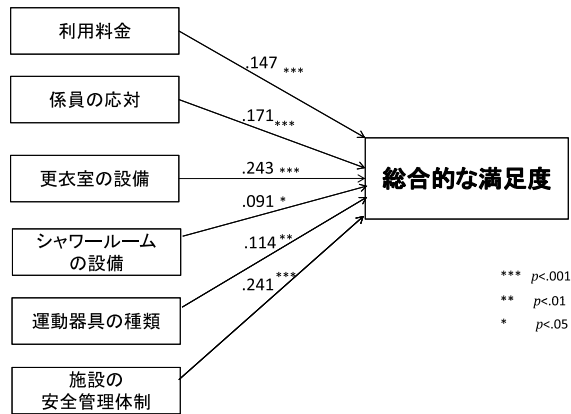 利用料金
.147 ***
係員の応対
.171 ***
更衣室の設備
.243 ***
総合的な満足度
.091 *
シャワールーム
の設備
.114 **
.241 ***
運動器具の種類
施設の
安全管理体制
*** p<.001
** p<.01
* p<.05